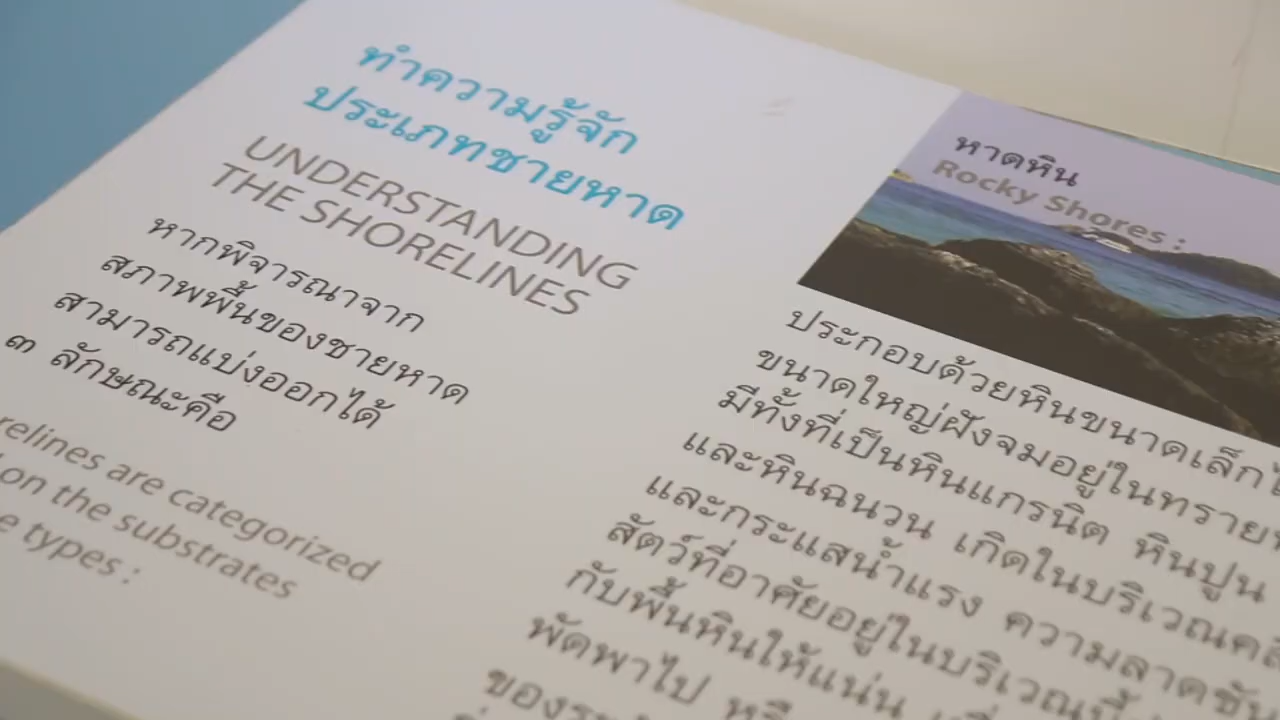 ทำความรู้จัก
ประเภทชายหาด
UNDERSTANDING
THE SHORELINES
หากพิจารณาจาก
สภาพพื้นของชายหาด
สามารถแบ่งออกได้
๓ ลักษณะคือ
relines are categorized
on the substrates
e types :
หาดหิน
Rocky Shores :
ประกอบด้วยหินขนาดเล็ก
ขนาดใหญ่ฝังจมอยู่ในทราย
มีทั้งที่เป็นหินแกรนิต หินปูน
และหินฉนวน เกิดในบริเวณ
และกระแสน้ำแรง ความลาดชัน
สัตว์ที่อาศัยอยู่ในบริเวณนี้
กับพื้นหินให้แน่น
พัดพาไป